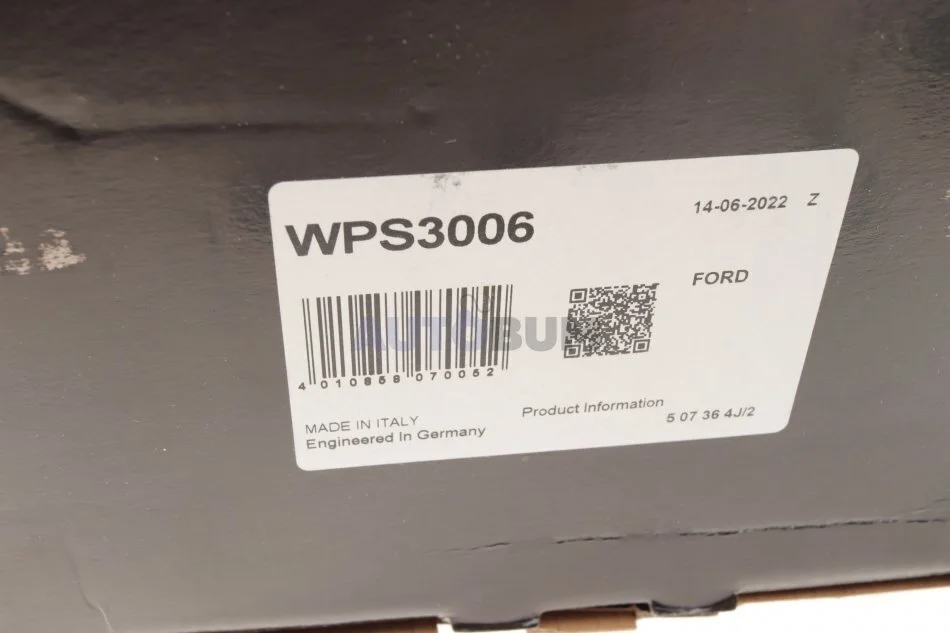 WPS3006
14-06-2022 Z
FORD
AUTOBUM
4 010858 070052
MADE IN ITALY
Engineered In Germany
Product Information
5 07 36 4J/2